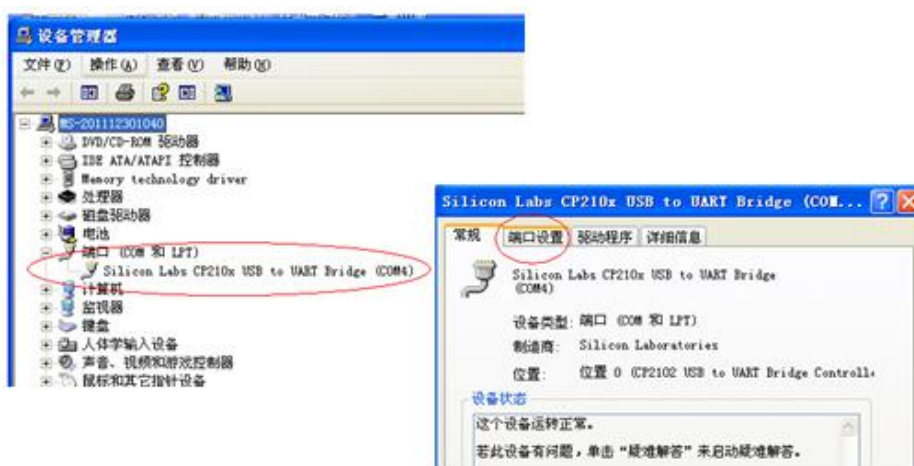 设备管理器
文件(F) 操作(A) 查看(V) 帮助(H)
MS-201112301040
DVD/CD-ROM 驱动器
IDE ATA/ATAPI 控制器
Memory technology driver
处理器
磁盘驱动器
电池
端口 (COM 和 LPT)
Silicon Labs CP210x USB to UART Bridge (COM4)
计算机
监视器
键盘
人体学输入设备
声音、视频和游戏控制器
鼠标和其它指针设备
Silicon Labs CP210x USB to UART Bridge (COM...
常规 端口设置 驱动程序 详细信息
Silicon Labs CP210x USB to UART Bridge
(COM4)
设备类型: 端口 (COM 和 LPT)
制造商: Silicon Laboratories
位置: 位置 0 (CP2102 USB to UART Bridge Controll
设备状态
这个设备运转正常。
若此设备有问题,单击“疑难解答”来启动疑难解答。